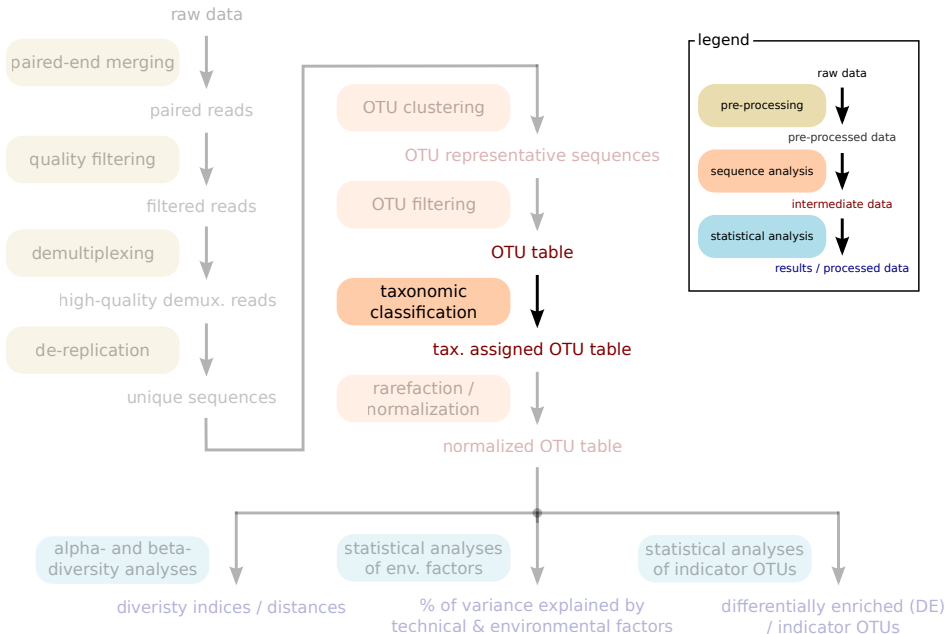 raw data
paired-end merging
paired reads
quality filtering
filtered reads
demultiplexing
high-quality demux. reads
de-replication
unique sequences
OTU clustering
OTU representative sequences
OTU filtering
OTU table
taxonomic
classification
tax. assigned OTU table
rarefaction /
normalization
normalized OTU table
alpha- and beta-
diversity analyses
diveristy indices / distances
statistical analyses
of env. factors
% of variance explained by
technical & environmental factors
statistical analyses
of indicator OTUs
differentially enriched (DE)
/ indicator OTUs
legend
raw data
pre-processing
pre-processed data
sequence analysis
intermediate data
statistical analysis
results / processed data